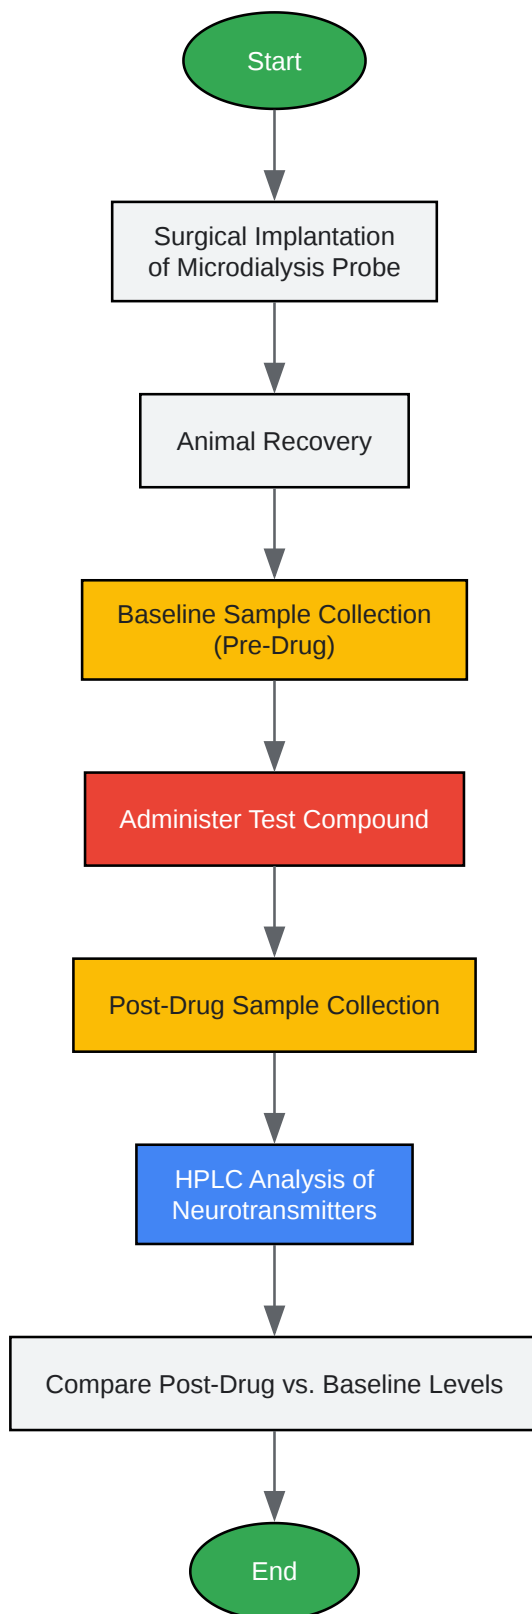 Start
Surgical Implantation
of Microdialysis Probe
Animal Recovery
Baseline Sample Collection
(Pre-Drug)
Administer Test Compound
Post-Drug Sample Collection
HPLC Analysis of
Neurotransmitters
Compare Post-Drug vs. Baseline Levels
End